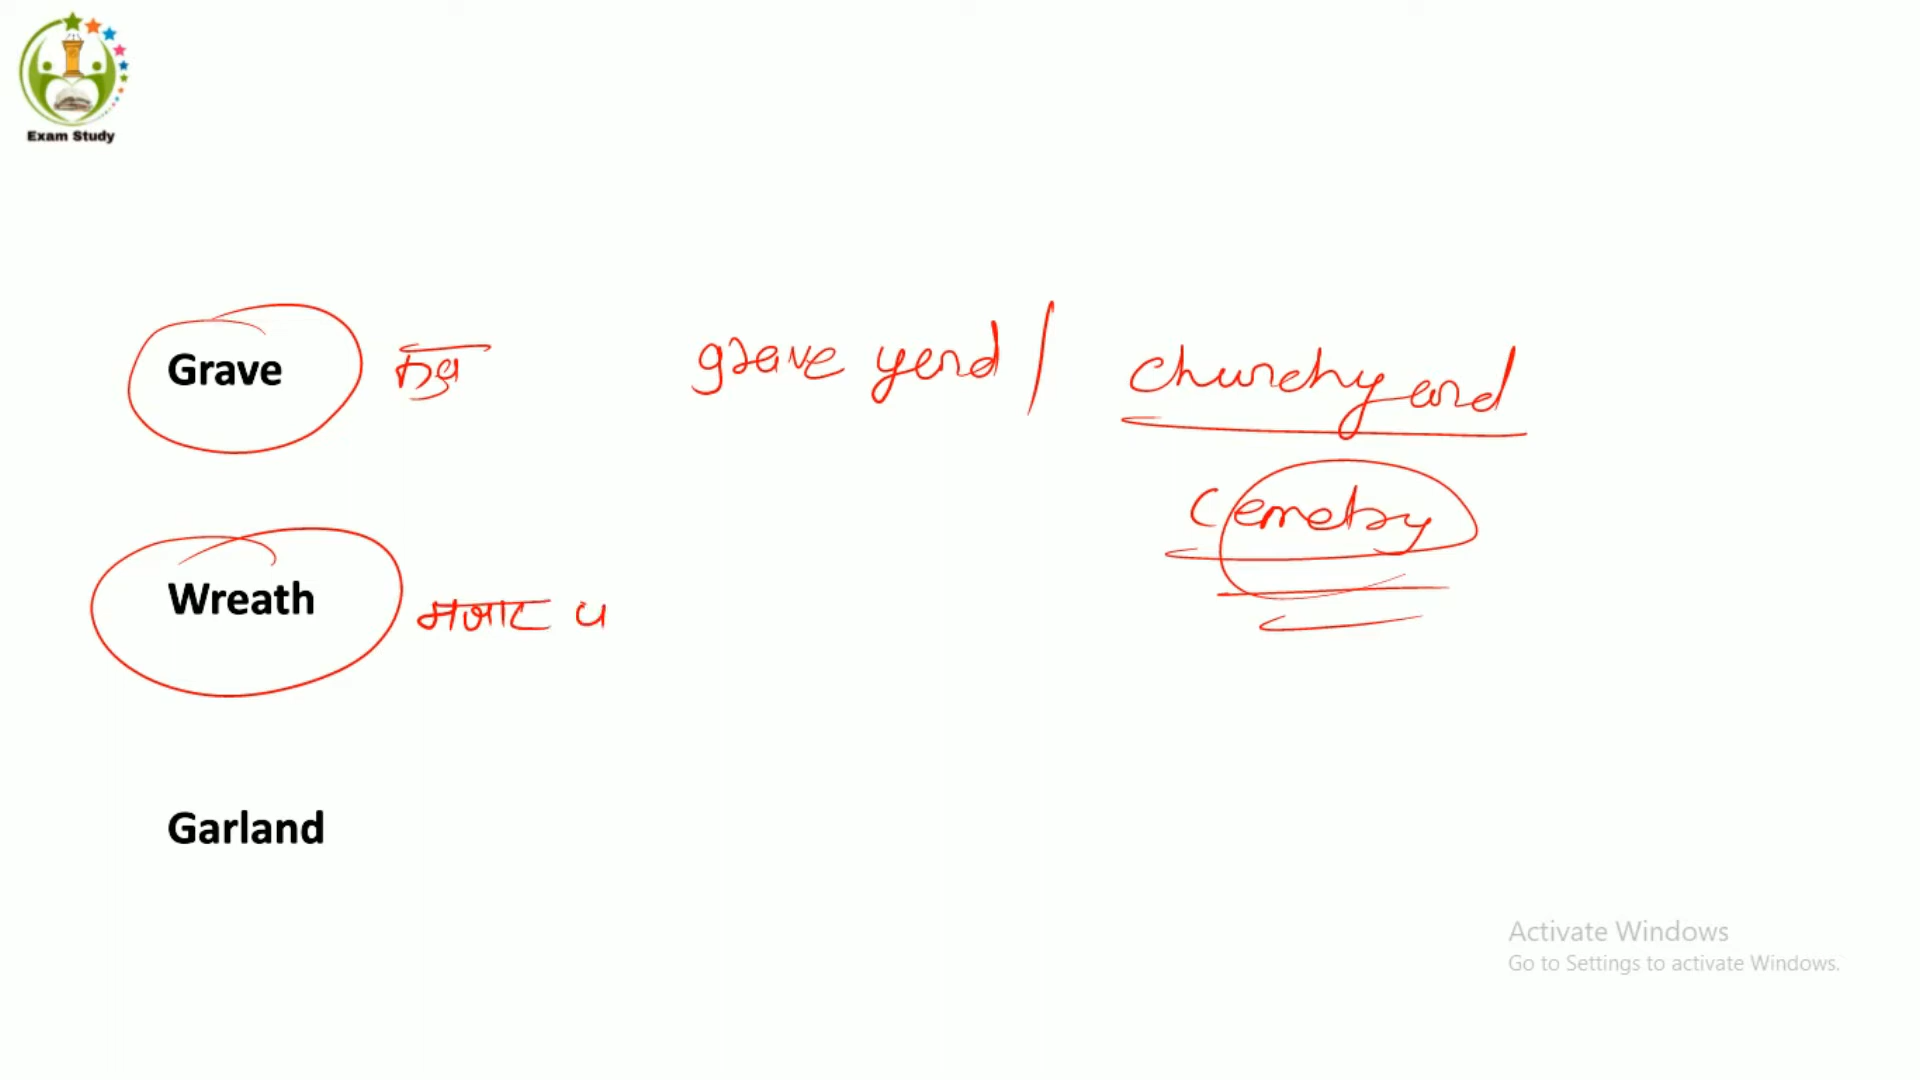 Exam Study
Grave कब्र grave yard / churchyard
cemetry
Wreath मजार प
Garland
Activate Windows
Go to Settings to activate Windows.